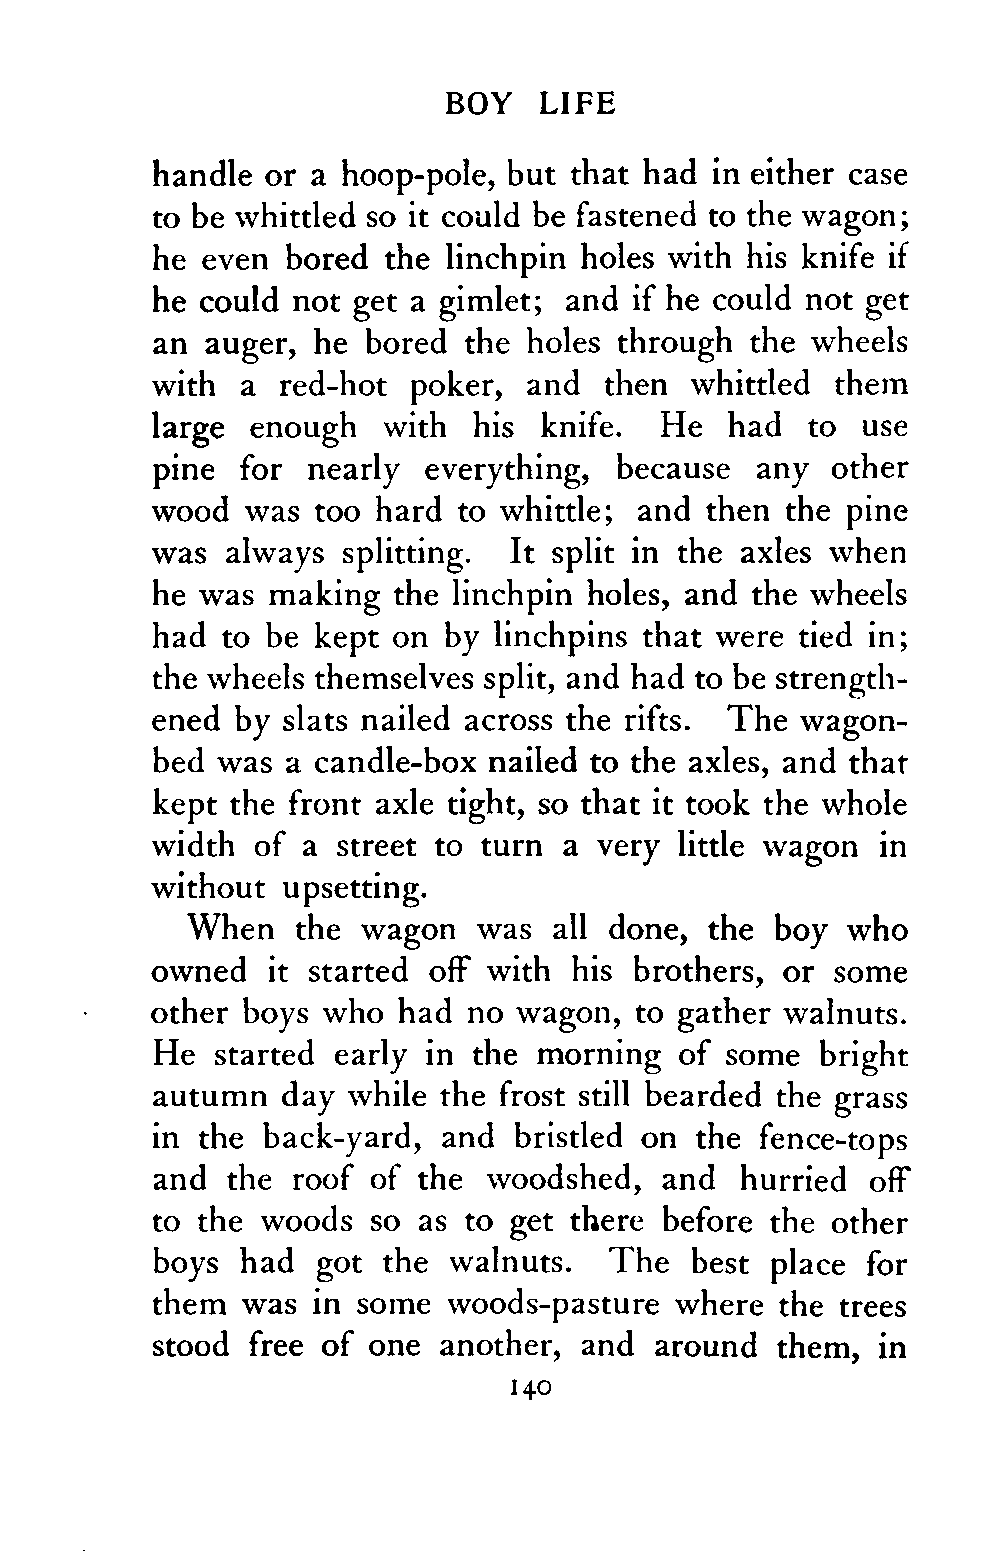 BOY LIFE
handle or a hoop-pole, but that had in either case
to be whittled so it could be fastened to the wagon;
he even bored the linchpin holes with his knife if
he could not get a gimlet; and if he could not get
an auger, he bored the holes through the wheels
with a red-hot poker, and then whittled them
large enough with his knife. He had to use
pine for nearly everything, because any other
wood was too hard to whittle; and then the pine
was always splitting. It split in the axles when
he was making the linchpin holes, and the wheels
had to be kept on by linchpins that were tied in;
the wheels themselves split, and had to be strength-
ened by slats nailed across the rifts. The wagon-
bed was a candle-box nailed to the axles, and that
kept the front axle tight, so that it took the whole
width of a street to turn a very little wagon in
without upsetting.
When the wagon was all done, the boy who
owned it started off with his brothers, or some
other boys who had no wagon, to gather walnuts.
He started early in the morning of some bright
autumn day while the frost still bearded the grass
in the back-yard, and bristled on the fence-tops
and the roof of the woodshed, and hurried off
to the woods so as to get there before the other
boys had got the walnuts. The best place for
them was in some woods-pasture where the trees
stood free of one another, and around them, in
140